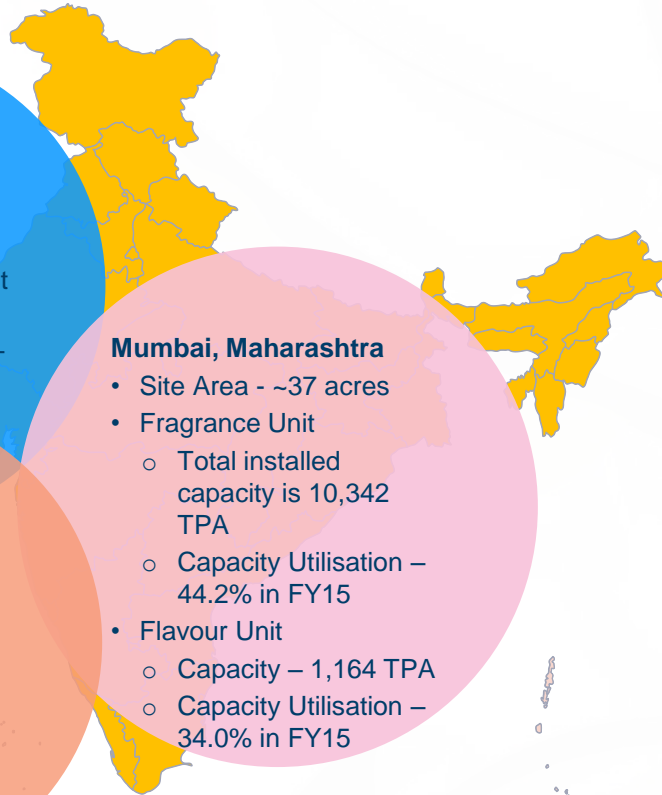 t
-
Mumbai, Maharashtra
• Site Area - ~37 acres
• Fragrance Unit
o Total installed
capacity is 10,342
TPA
o Capacity Utilisation –
44.2% in FY15
• Flavour Unit
o Capacity – 1,164 TPA
o Capacity Utilisation –
34.0% in FY15